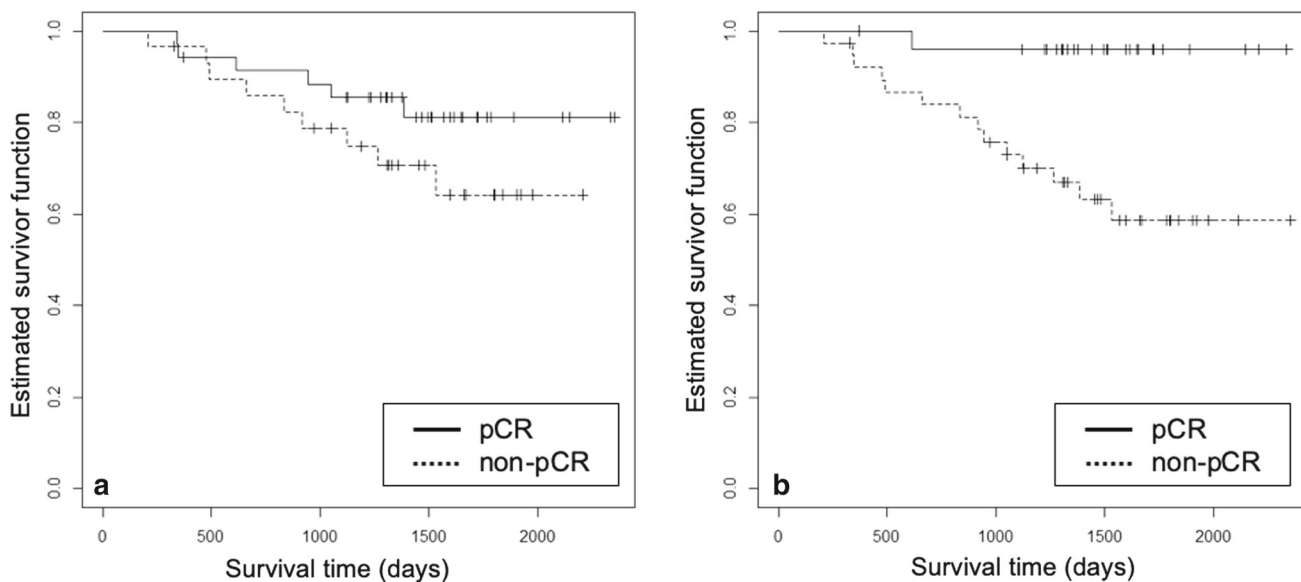 Estimated survivor function
1.0
0.8
0.6
0.4
0.2
0.0
pCR
non-pCR
a
0 500 1000 1500 2000
Survival time (days)
Estimated survivor function
1.0
0.8
0.6
0.4
0.2
0.0
pCR
non-pCR
b
0 500 1000 1500 2000
Survival time (days)